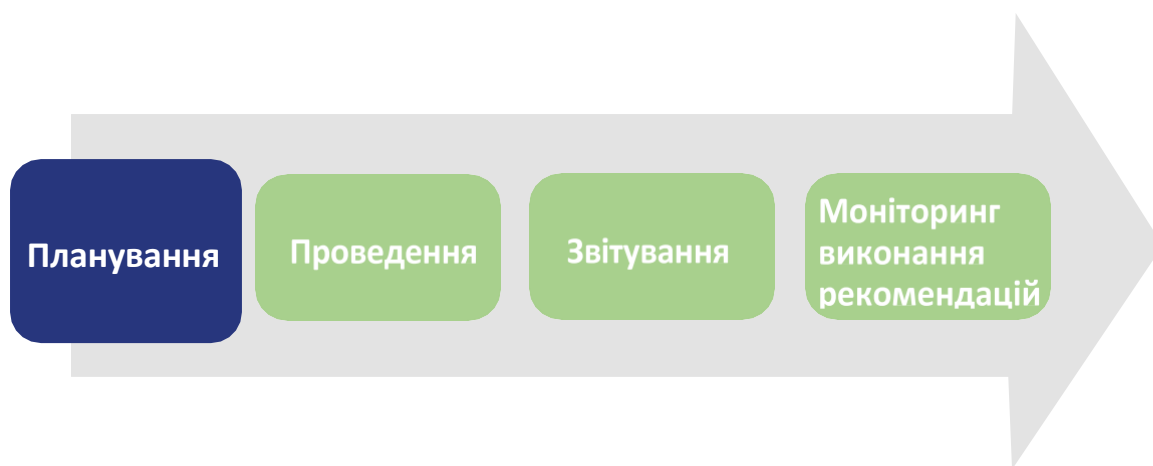 Планування
Проведення
Звітування
Моніторинг
виконання
рекомендацій